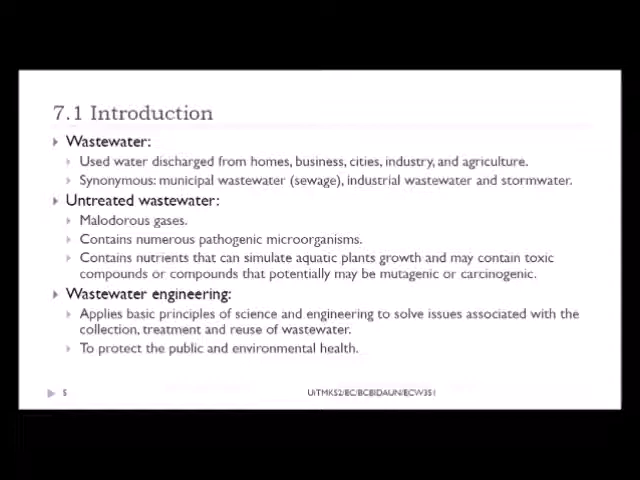 7.1 Introduction
Wastewater:
Used water discharged from homes, business, cities, industry, and agriculture.
Synonymous: municipal wastewater (sewage), industrial wastewater and stormwater.
Untreated wastewater:
Malodorous gases.
Contains numerous pathogenic microorganisms.
Contains nutrients that can simulate aquatic plants growth and may contain toxic
compounds or compounds that potentially may be mutagenic or carcinogenic.
Wastewater engineering:
Applies basic principles of science and engineering to solve issues associated with the
collection, treatment and reuse of wastewater.
To protect the public and environmental health.
5
UiTMKS2/EC/BCBIDAUN/ECW351